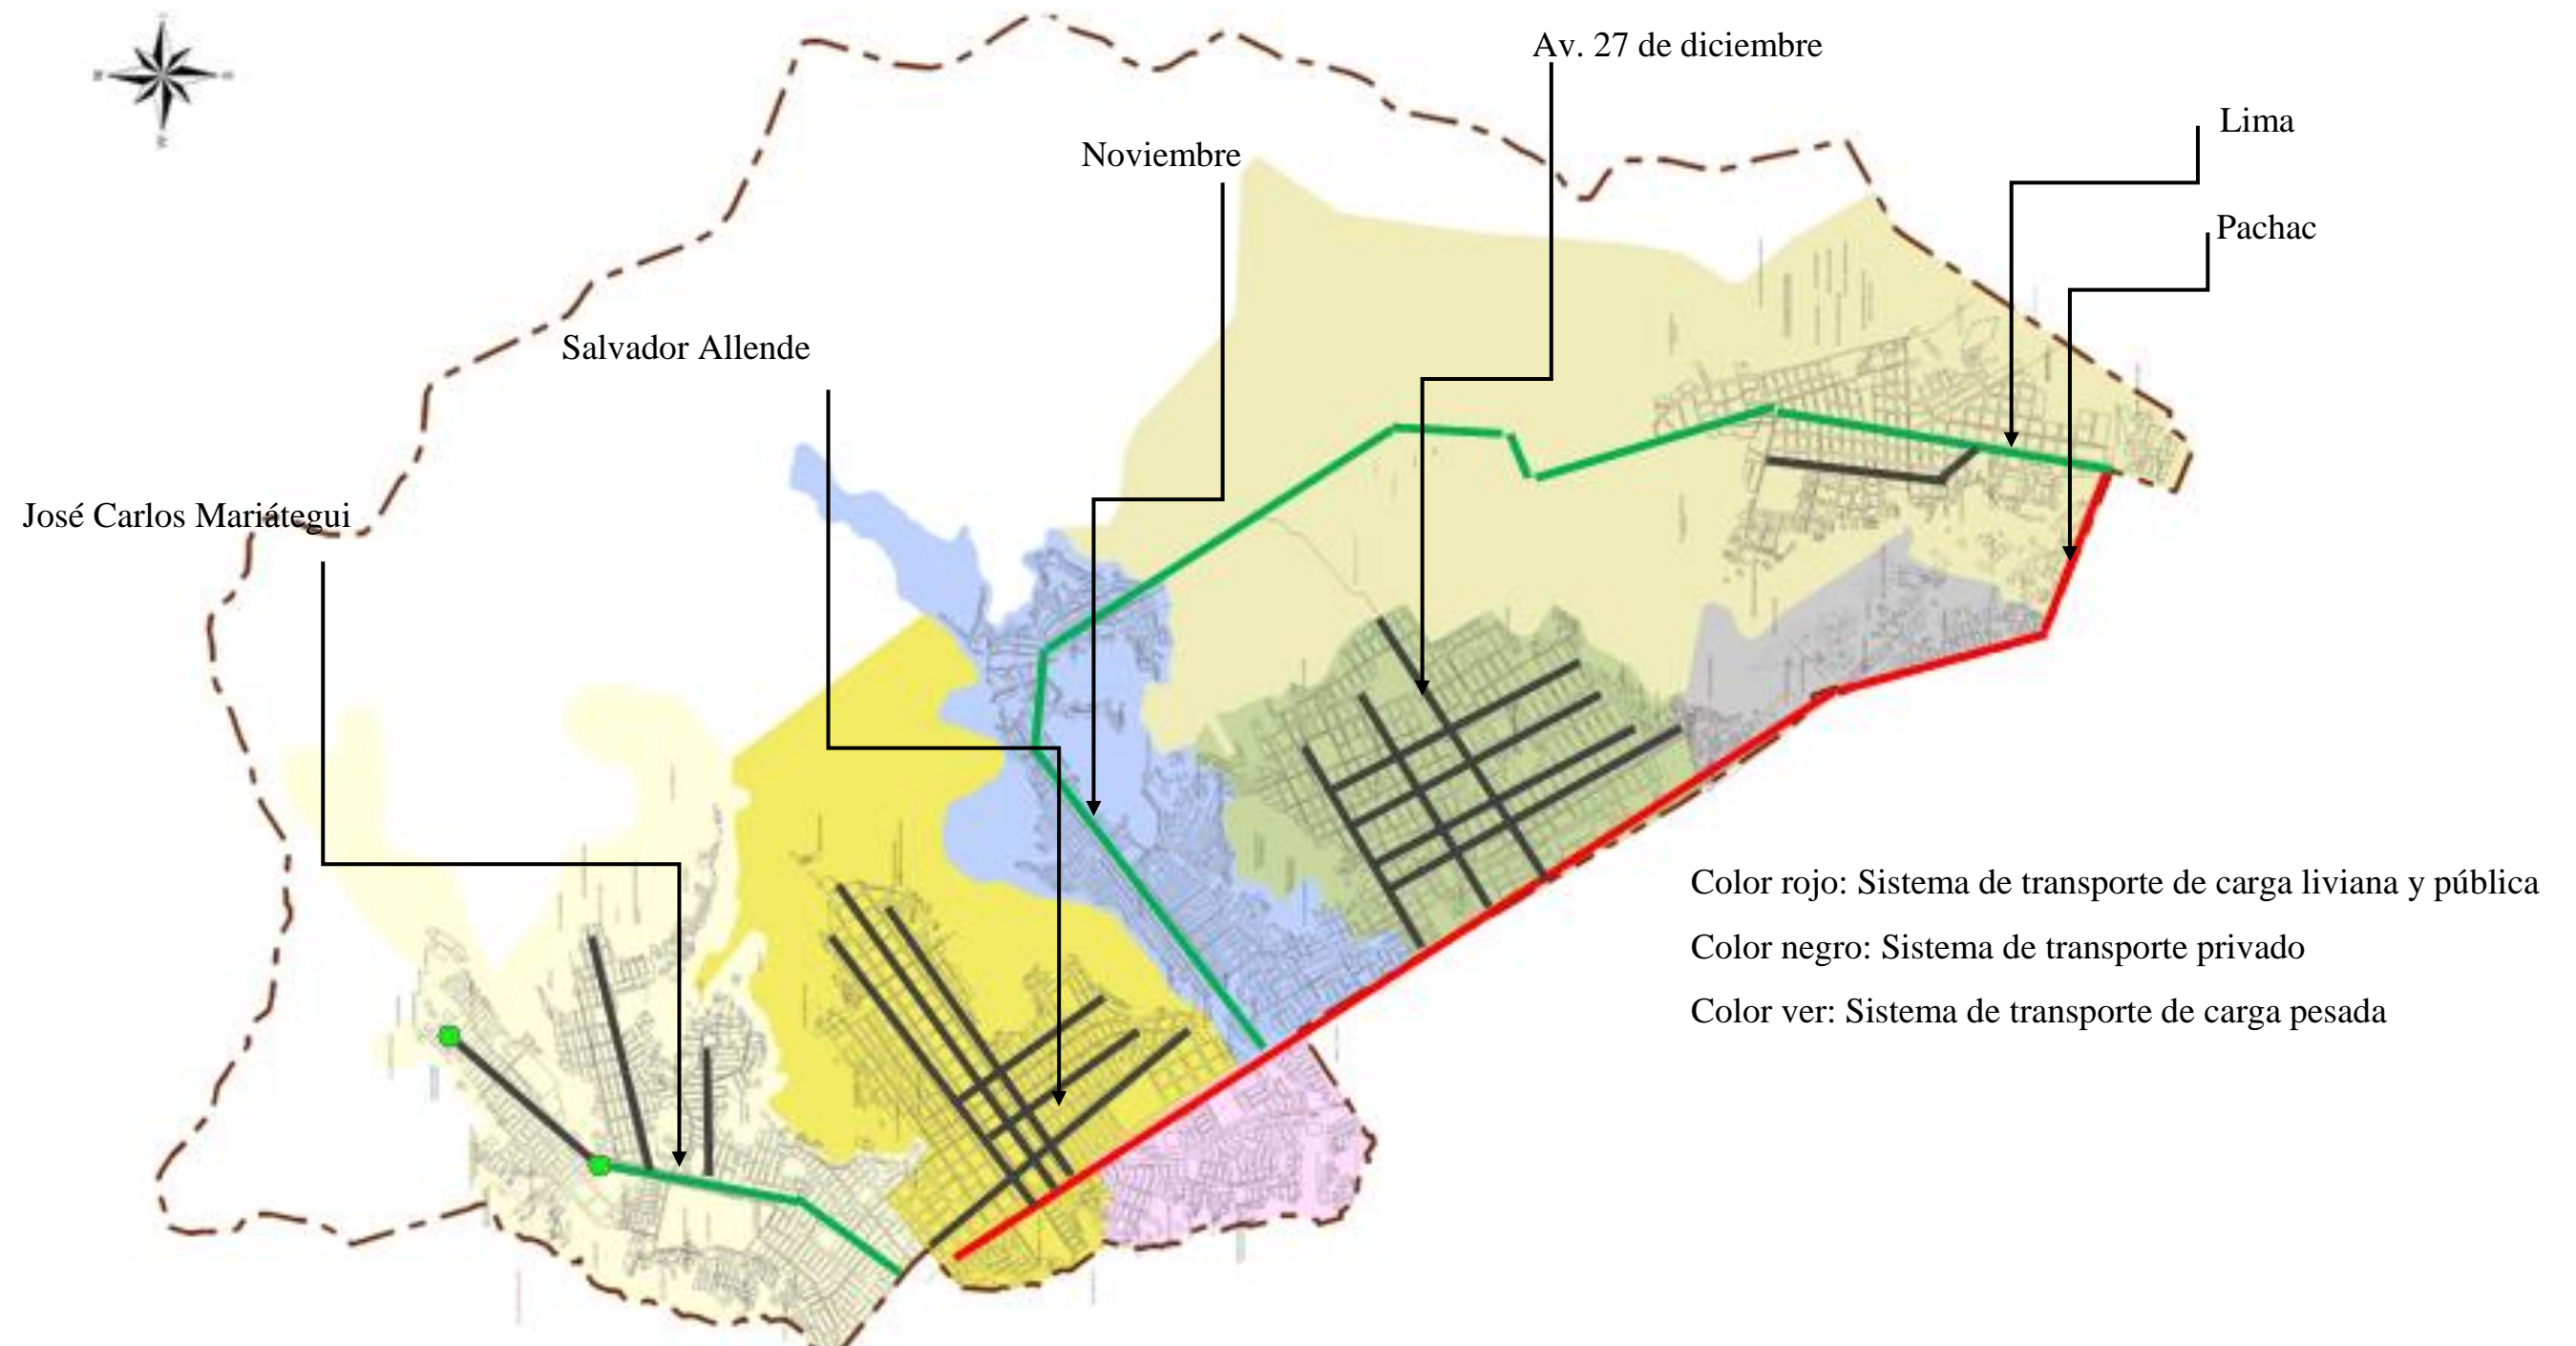 Av. 27 de diciembre
Lima
Noviembre
Pachac
Salvador Allende
José Carlos Mariátegui
Color rojo: Sistema de transporte de carga liviana y pública
Color negro: Sistema de transporte privado
Color ver: Sistema de transporte de carga pesada